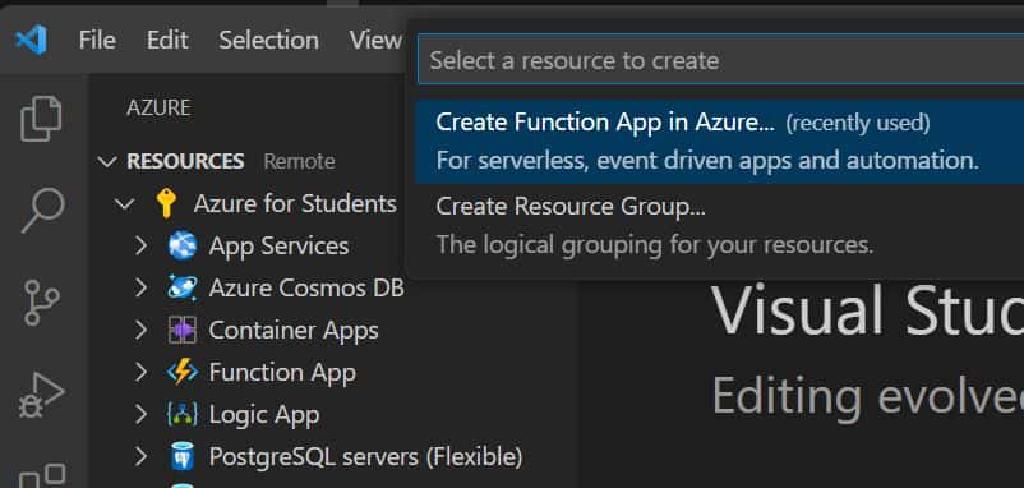 File Edit Selection View
Select a resource to create
Create Function App in Azure... (recently used)
For serverless, event driven apps and automation.
Create Resource Group...
The logical grouping for your resources.
AZURE
RESOURCES Remote
Azure for Students
App Services
Azure Cosmos DB
Container Apps
Function App
Logic App
PostgreSQL servers (Flexible)
Visual Stud
Editing evolve